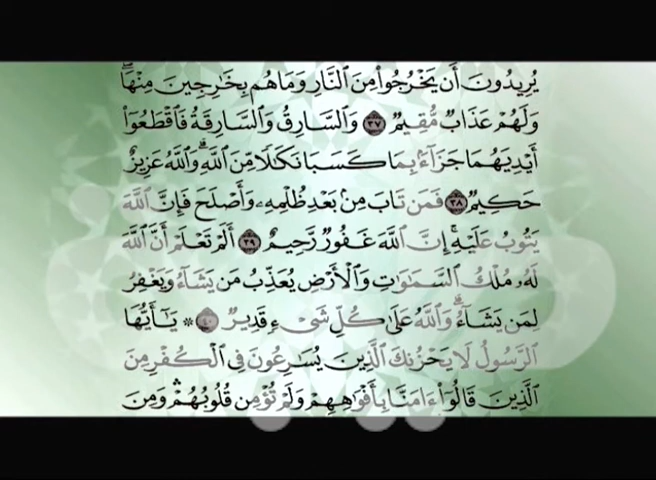 يُرِيدُونَ أَن يَخْرُجُوا۟ مِنَ ٱلنَّارِ وَمَا هُم بِخَٰرِجِينَ مِنْهَا ۖ
وَلَهُمْ عَذَابٌ مُّقِيمٌ ٣٧ وَٱلسَّارِقُ وَٱلسَّارِقَةُ فَٱقْطَعُوٓا۟
أَيْدِيَهُمَا جَزَآءًۢ بِمَا كَسَبَا نَكَٰلًا مِّنَ ٱللَّهِ ۗ وَٱللَّهُ عَزِيزٌ
حَكِيمٌ ٣٨ فَمَن تَابَ مِنۢ بَعْدِ ظُلْمِهِۦ وَأَصْلَحَ فَإِنَّ ٱللَّهَ
يَتُوبُ عَلَيْهِ ۗ إِنَّ ٱللَّهَ غَفُورٌ رَّحِيمٌ ٣٩ أَلَمْ تَعْلَمْ أَنَّ ٱللَّهَ
لَهُۥ مُلْكُ ٱلسَّمَٰوَٰتِ وَٱلْأَرْضِ يُعَذِّبُ مَن يَشَآءُ وَيَغْفِرُ
لِمَن يَشَآءُ ۗ وَٱللَّهُ عَلَىٰ كُلِّ شَىْءٍ قَدِيرٌ ٤٠ ۞ يَٰٓأَيُّهَا
ٱلرَّسُولُ لَا يَحْزُنكَ ٱلَّذِينَ يُسَٰرِعُونَ فِى ٱلْكُفْرِ مِنَ
ٱلَّذِينَ قَالُوٓا۟ ءَامَنَّا بِأَفْوَٰهِهِمْ وَلَمْ تُؤْمِن قُلُوبُهُمْ ۛ وَمِنَ